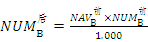 NUM_B = NAV_B × NUM_B
1.000